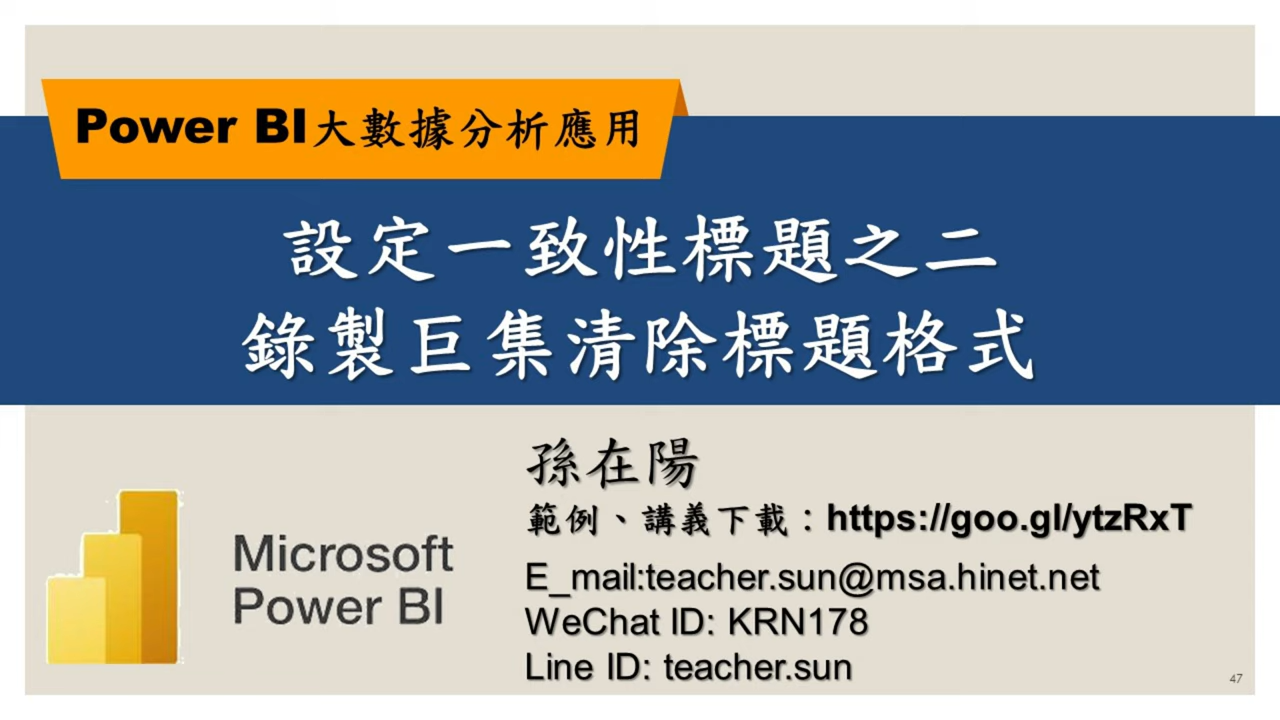 Power BI大數據分析應用
設定一致性標題之二
錄製巨集清除標題格式
孫在陽
範例、講義下載：https://goo.gl/ytzRxT
E_mail:teacher.sun@msa.hinet.net
WeChat ID: KRN178
Line ID: teacher.sun
Microsoft
Power BI
47